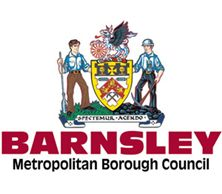 SPECTEMUR · AGENDO
BARNSLEY
Metropolitan Borough Council